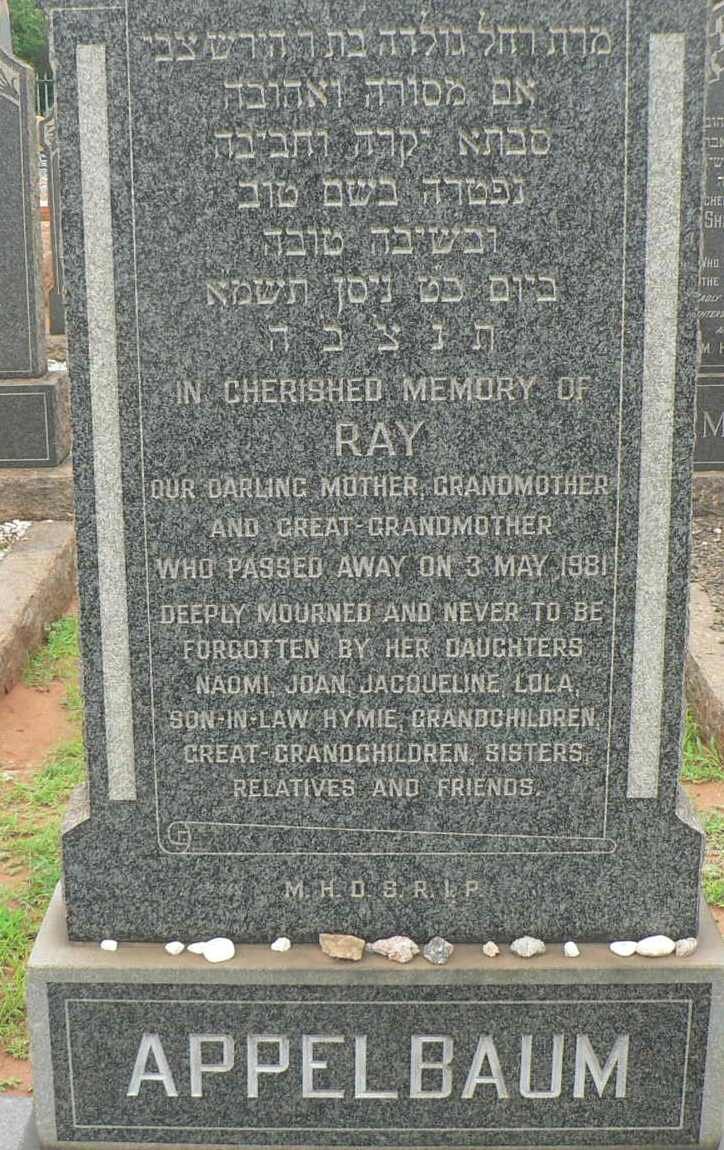 מרת רחל גולדה בת ר הירש צבי
אם מסורה ואהובה
סבתא יקרה וחביבה
נפטרה בשם טוב
ובשיבה טובה
ביום כט ניסן תשמא
ת נ צ ב ה
IN CHERISHED MEMORY OF
RAY
OUR DARLING MOTHER, GRANDMOTHER
AND GREAT-GRANDMOTHER
WHO PASSED AWAY ON 3 MAY 1981
DEEPLY MOURNED AND NEVER TO BE
FORGOTTEN BY HER DAUGHTERS
NAOMI, JOAN, JACQUELINE, LOLA,
SON-IN-LAW HYMIE, GRANDCHILDREN,
GREAT-GRANDCHILDREN, SISTERS,
RELATIVES AND FRIENDS.
M.H.D.S.R.I.P
APPELBAUM